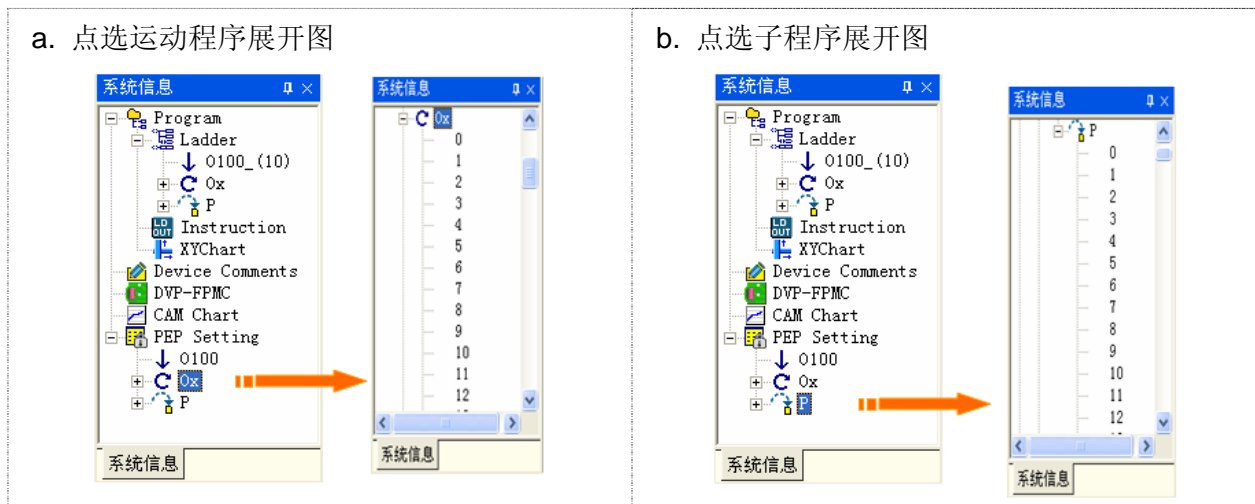 a. 点选运动程序展开图
系统信息
Program
Ladder
O100_(10)
Ox
P
Instruction
XYChart
Device Comments
DVP-FPMC
CAM Chart
PEP Setting
O100
Ox
P
系统信息
系统信息
Ox
0
1
2
3
4
5
6
7
8
9
10
11
12
系统信息
b. 点选子程序展开图
系统信息
Program
Ladder
O100_(10)
Ox
P
LD
OUT
Instruction
XYChart
Device Comments
DVP-FPMC
CAM Chart
PEP Setting
O100
Ox
P
系统信息
系统信息
P
0
1
2
3
4
5
6
7
8
9
10
11
12
系统信息